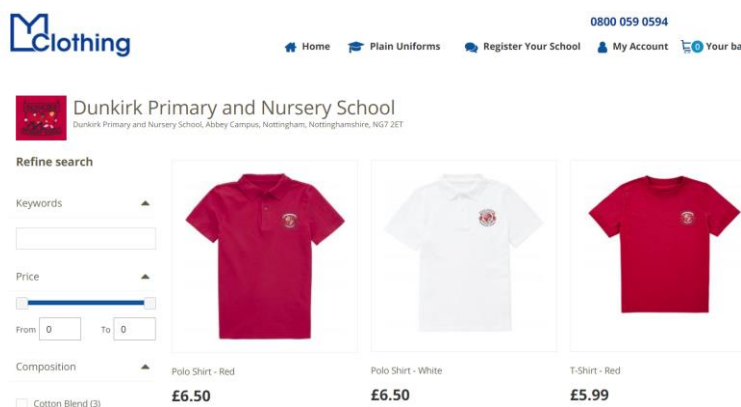 MY Clothing
0800 059 0594
Home Plain Uniforms Register Your School My Account 0 Your ba
Dunkirk Primary and Nursery School
Dunkirk Primary and Nursery School, Abbey Campus, Nottingham, Nottinghamshire, NG7 2ET
Refine search
Keywords
Price
From 0 To 0
Composition
Cotton Blend (3)
Polo Shirt - Red
£6.50
Polo Shirt - White
£6.50
T-Shirt - Red
£5.99